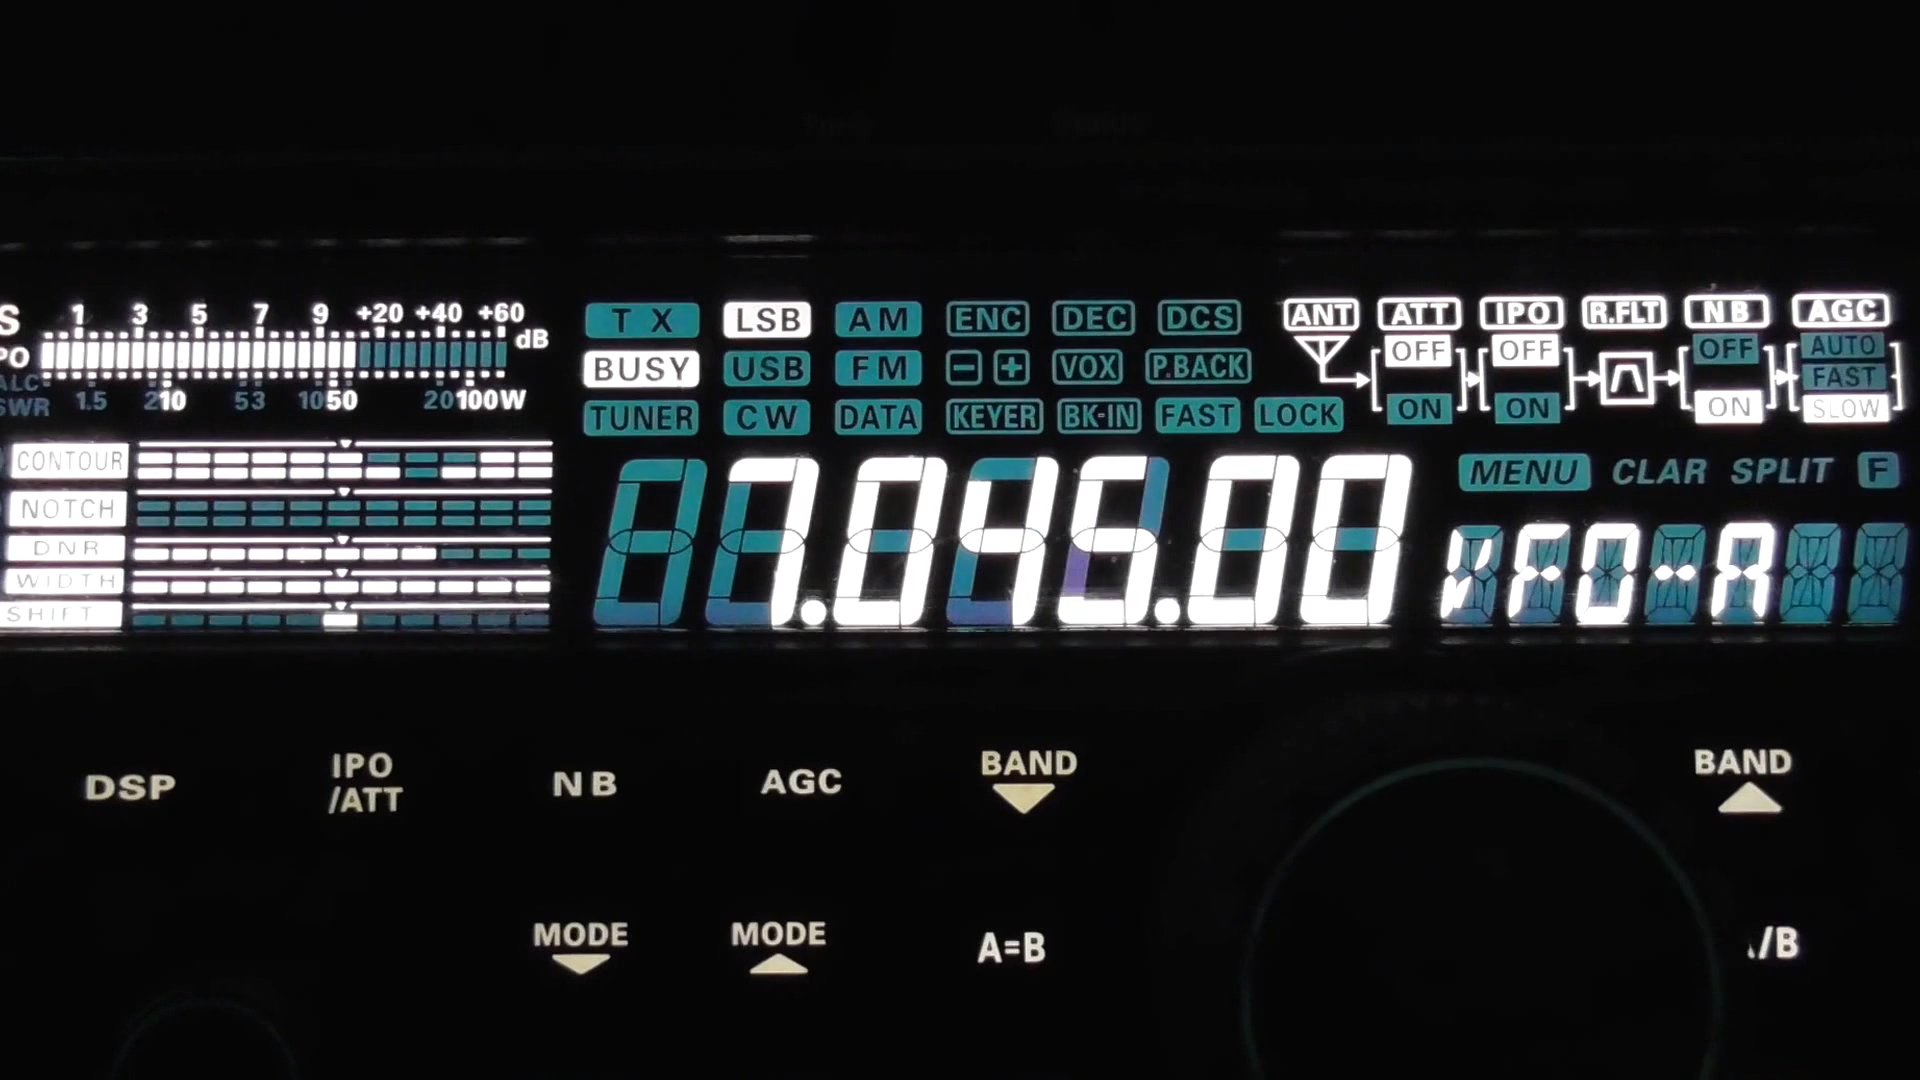 S 1 3 5 7 9 +20 +40 +60 dB
PO
ALC
SWR 1.5 2 10 5 3 10 50 20 100W
CONTOUR
NOTCH
DNR
WIDTH
SHIFT
TX LSB AM ENC DEC DCS
BUSY USB FM − + VOX P.BACK
TUNER CW DATA KEYER BK-IN FAST LOCK
ANT ATT IPO R.FLT NB AGC
OFF OFF OFF AUTO
FAST
ON ON ON SLOW
7.045.00
MENU CLAR SPLIT F
VFO-A
DSP IPO /ATT NB AGC BAND BAND
MODE MODE A=B /B